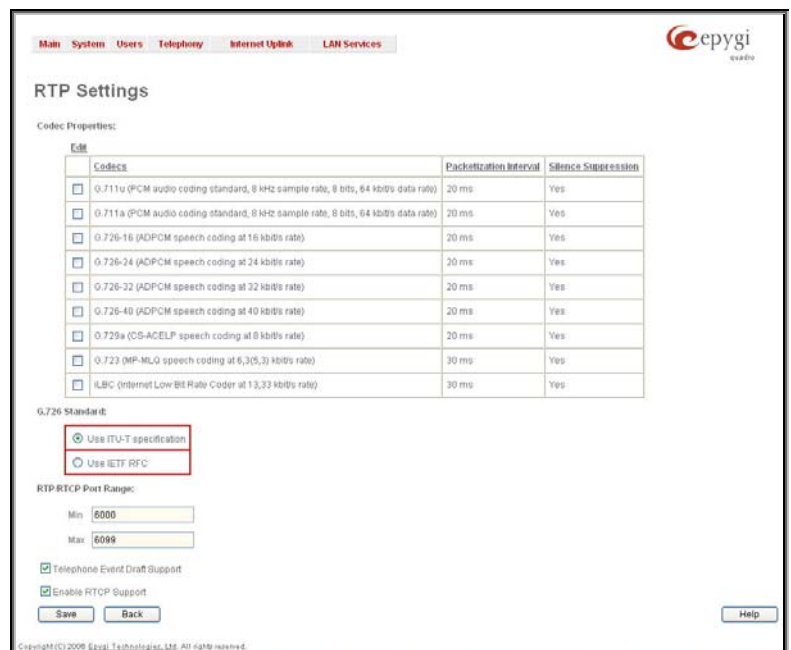 Main System Users Telephony Internet Uplink LAN Services
epygi
quadro
RTP Settings
Codec Properties:
Edit
Codecs Packetization Interval Silence Suppression
G.711u (PCM audio coding standard, 8 kHz sample rate, 8 bits, 64 kbit/s data rate) 20 ms Yes
G.711a (PCM audio coding standard, 8 kHz sample rate, 8 bits, 64 kbit/s data rate) 20 ms Yes
G.726-16 (ADPCM speech coding at 16 kbit/s rate) 20 ms Yes
G.726-24 (ADPCM speech coding at 24 kbit/s rate) 20 ms Yes
G.726-32 (ADPCM speech coding at 32 kbit/s rate) 20 ms Yes
G.726-40 (ADPCM speech coding at 40 kbit/s rate) 20 ms Yes
G.729a (CS-ACELP speech coding at 8 kbit/s rate) 20 ms Yes
G.723 (MP-MLQ speech coding at 6,3(5,3) kbit/s rate) 30 ms Yes
iLBC (internet Low Bit Rate Coder at 13,33 kbit/s rate) 30 ms Yes
G.726 Standard:
Use ITU-T specification
Use IETF RFC
RTP/RTCP Port Range:
Min 6000
Max 6099
Telephone Event Draft Support
Enable RTCP Support
Save Back Help
Copyright (C) 2006 Epygi Technologies, Ltd. All rights reserved.